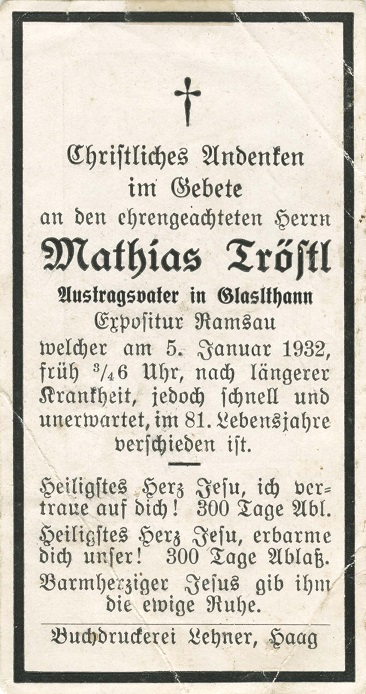 Christliches Andenken
im Gebete
an den ehrengeachteten Herrn
Mathias Tröstl
Austragsvater in Glaslthann
Expositur Ramsau
welcher am 5. Januar 1932,
früh ¾6 Uhr, nach längerer
Krankheit, jedoch schnell und
unerwartet, im 81. Lebensjahre
verschieden ist.
Heiligstes Herz Jesu, ich ver-
traue auf dich! 300 Tage Abl.
Heiligstes Herz Jesu, erbarme
dich unser! 300 Tage Ablaß.
Barmherziger Jesus gib ihm
die ewige Ruhe.
Buchdruckerei Lehner, Haag